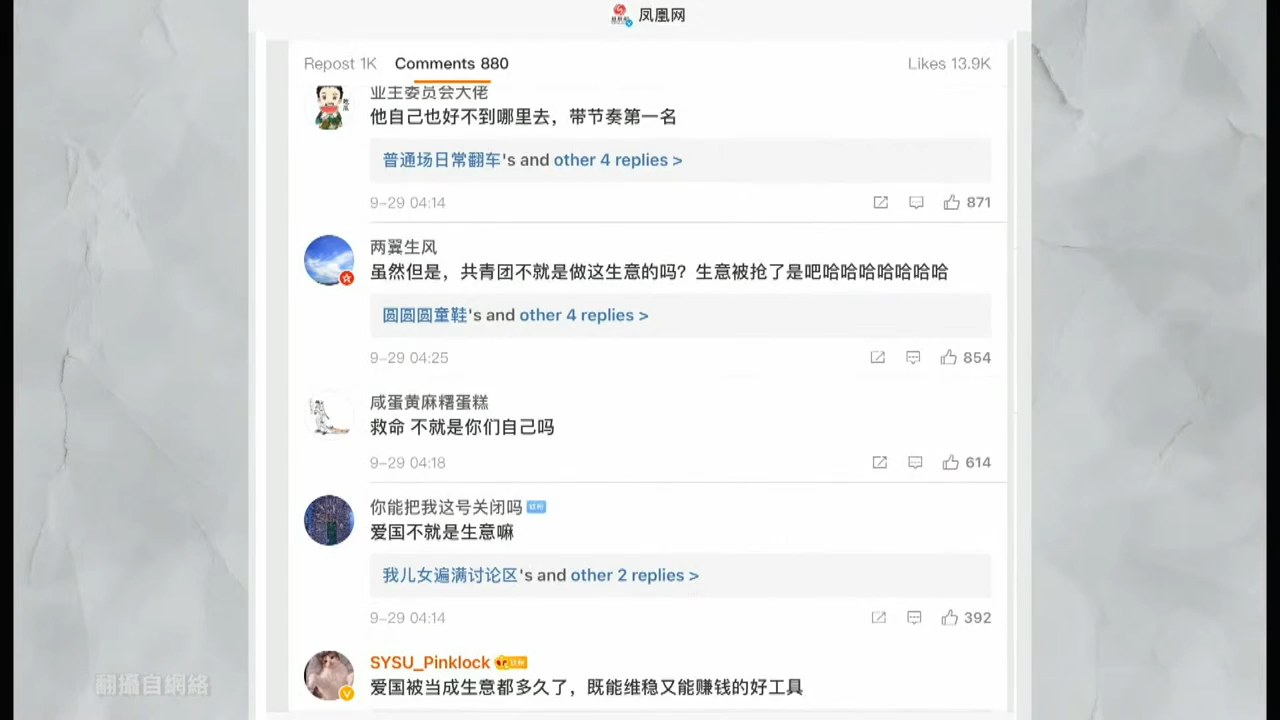 凤凰网
Repost 1K Comments 880 Likes 13.9K
业主委员会大佬
他自己也好不到哪里去，带节奏第一名
普通场日常翻车's and other 4 replies >
9-29 04:14 871
两翼生风
虽然但是，共青团不就是做这生意的吗？生意被抢了是吧哈哈哈哈哈哈哈
圆圆圆童鞋's and other 4 replies >
9-29 04:25 854
咸蛋黄麻糬蛋糕
救命 不就是你们自己吗
9-29 04:18 614
你能把我这号关闭吗
爱国不就是生意嘛
我儿女遍满讨论区's and other 2 replies >
9-29 04:14 392
SYSU_Pinklock
爱国被当成生意都多久了，既能维稳又能赚钱的好工具
翻攝自網絡